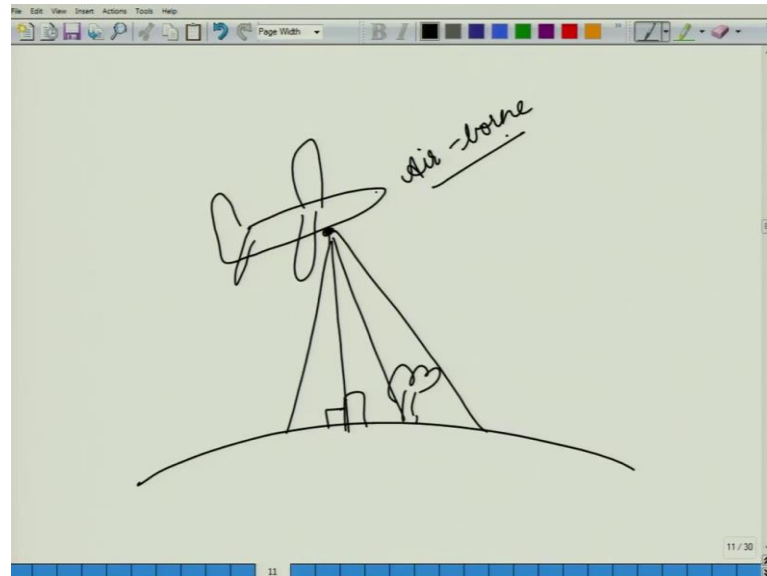 File Edit View Insert Actions Tools Help
Page Width
B I
Air-borne
11 / 30
11